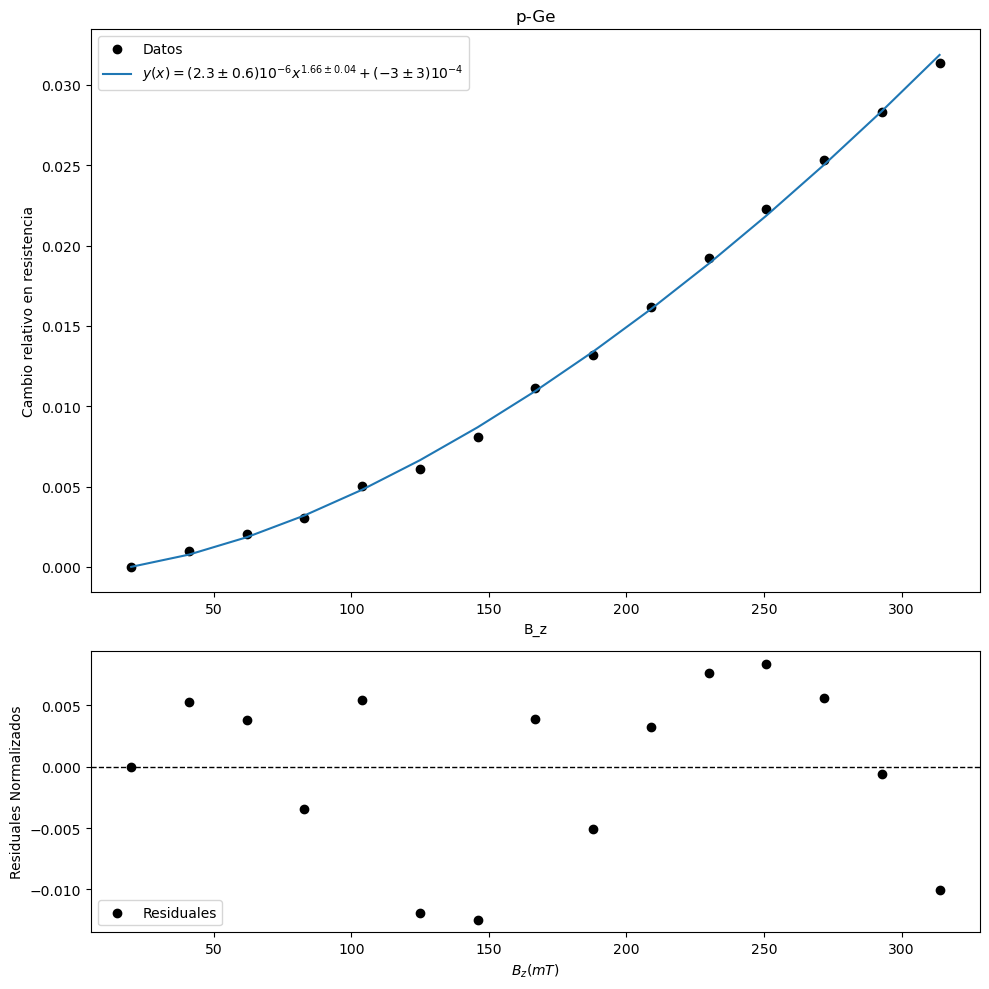 p-Ge
Datos
y(x) = (2.3 ± 0.6)10⁻⁶x^{1.66 ± 0.04} + (−3 ± 3)10⁻⁴
0.030
0.025
0.020
0.015
0.010
0.005
0.000
Cambio relativo en resistencia
50 100 150 200 250 300
B_z
0.005
0.000
−0.005
−0.010
Residuales Normalizados
Residuales
50 100 150 200 250 300
B_z(mT)